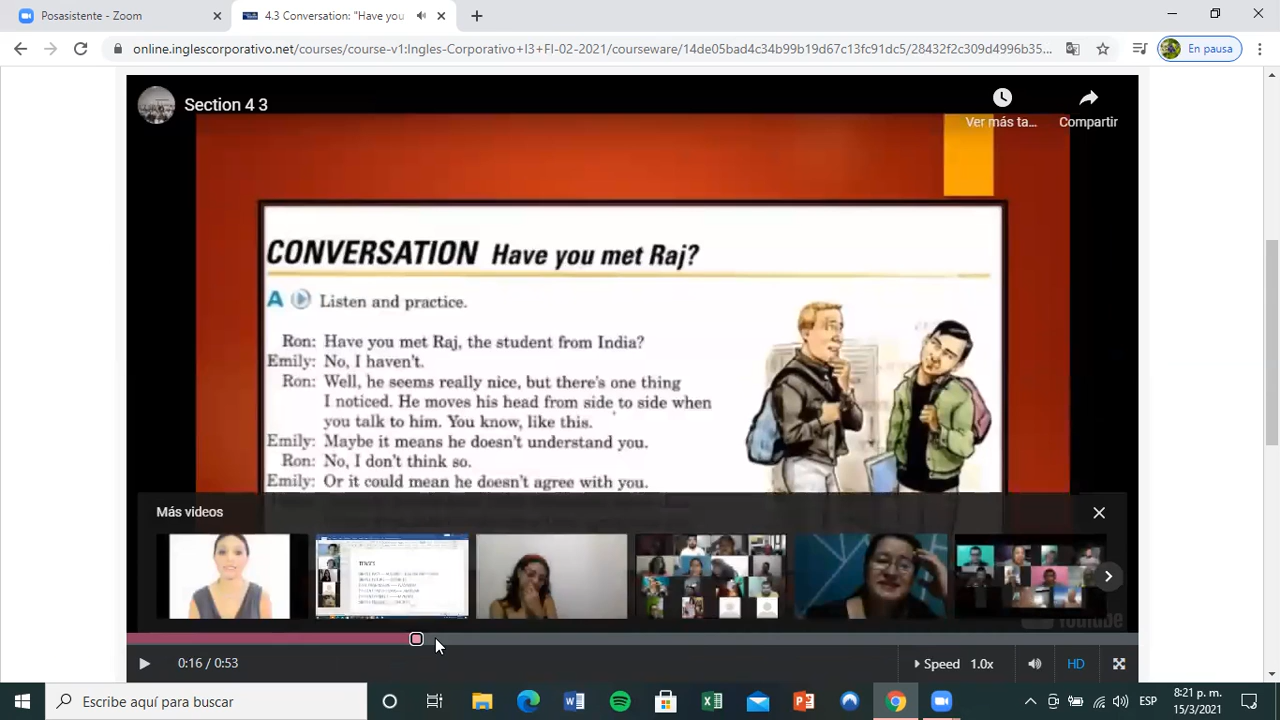 Posasistente - Zoom
4.3 Conversation: "Have you
online.inglescorporativo.net/courses/course-v1:Ingles-Corporativo+I3+FI-02-2021/courseware/14de05bad4c34b99b19d67c13fc91dc5/28432f2c309d4996b35...
En pausa
Section 4 3
Ver más ta...
Compartir
CONVERSATION Have you met Raj?
A Listen and practice.
Ron: Have you met Raj, the student from India?
Emily: No, I haven't.
Ron: Well, he seems really nice, but there's one thing
I noticed. He moves his head from side to side when
you talk to him. You know, like this.
Emily: Maybe it means he doesn't understand you.
Ron: No, I don't think so.
Emily: Or it could mean he doesn't agree with you.
Más videos
0:16 / 0:53
Speed 1.0x
HD
Escribe aquí para buscar
ESP
8:21 p. m.
15/3/2021